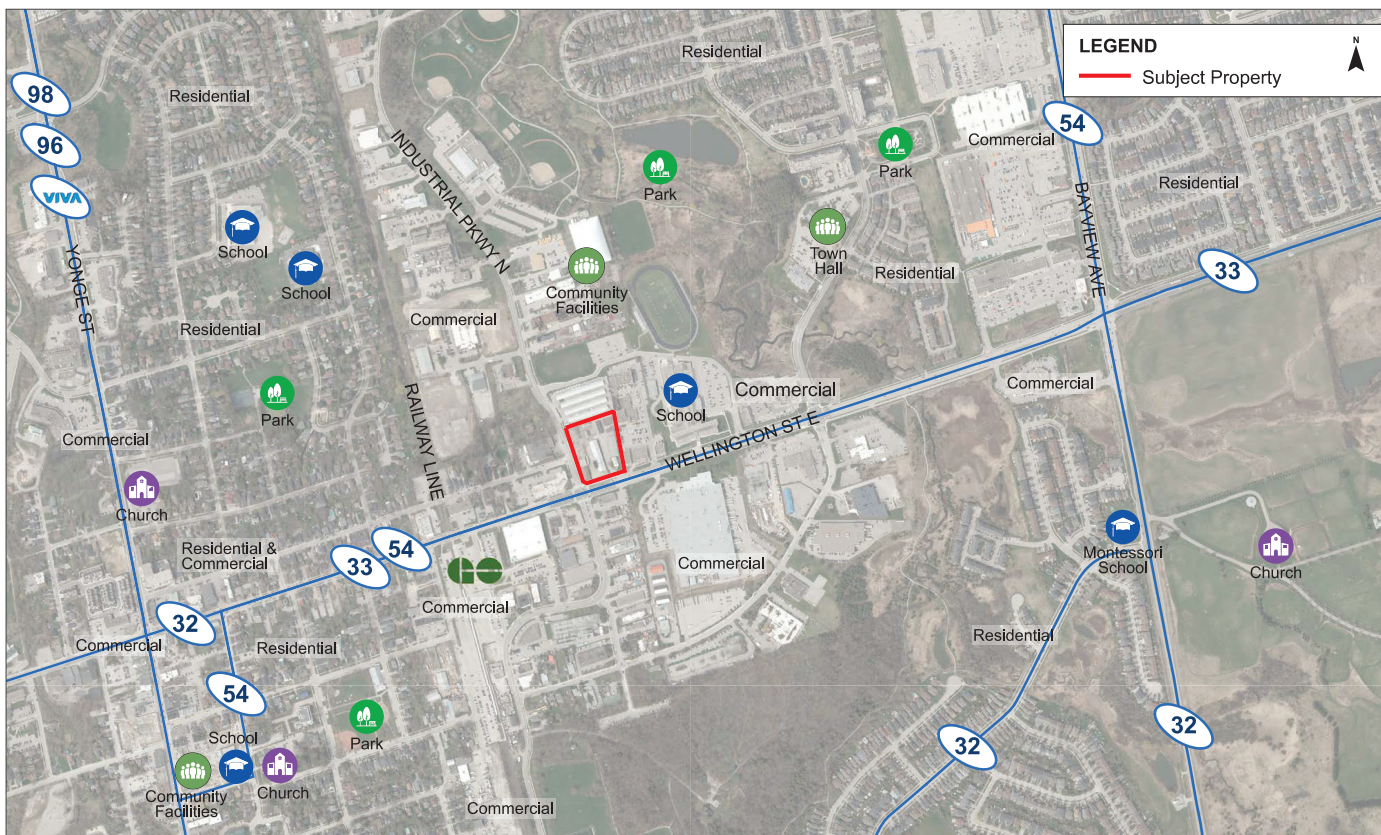 LEGEND
N
Subject Property
98
96
VIVA
YONGE ST
Residential
INDUSTRIAL PKWY N
Residential
Park
Park
54
Commercial
Residential
BAYVIEW AVE
33
School
School
Community
Facilities
Town
Hall
Residential
Residential
Commercial
Park
RAILWAY LINE
School
Commercial
Commercial
WELLINGTON ST E
Commercial
Church
Residential &
Commercial
33
54
GO
Commercial
Commercial
Montessori
School
Church
32
Commercial
Residential
Residential
54
School
Park
Community
Facilities
Church
Commercial
32
32